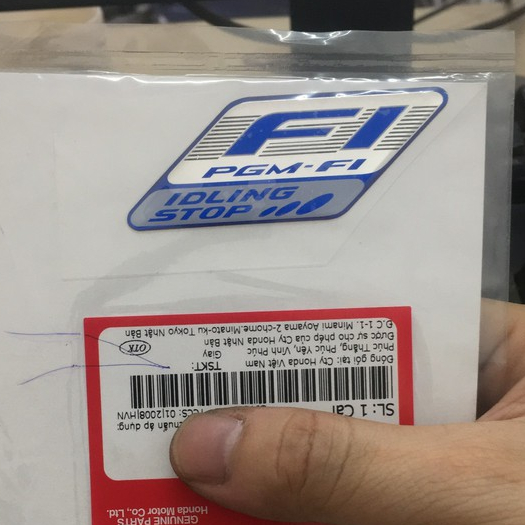 FI
PGM-FI
IDLING
STOP
GENUINE PARTS
Honda Motor Co., Ltd.
SL: 1 Cái
chuẩn áp dụng:
TCCS: 01|2008|HVN
Đóng gói tại: Cty Honda Việt Nam
TSKT:
Phúc Thắng, Phúc Yên, Vĩnh Phúc
Giấy
Được sự cho phép của Cty Honda Nhật Bản
OTK
Đ.C 1-1, Minami Aoyama 2-chome, Minato-ku Tokyo Nhật Bản